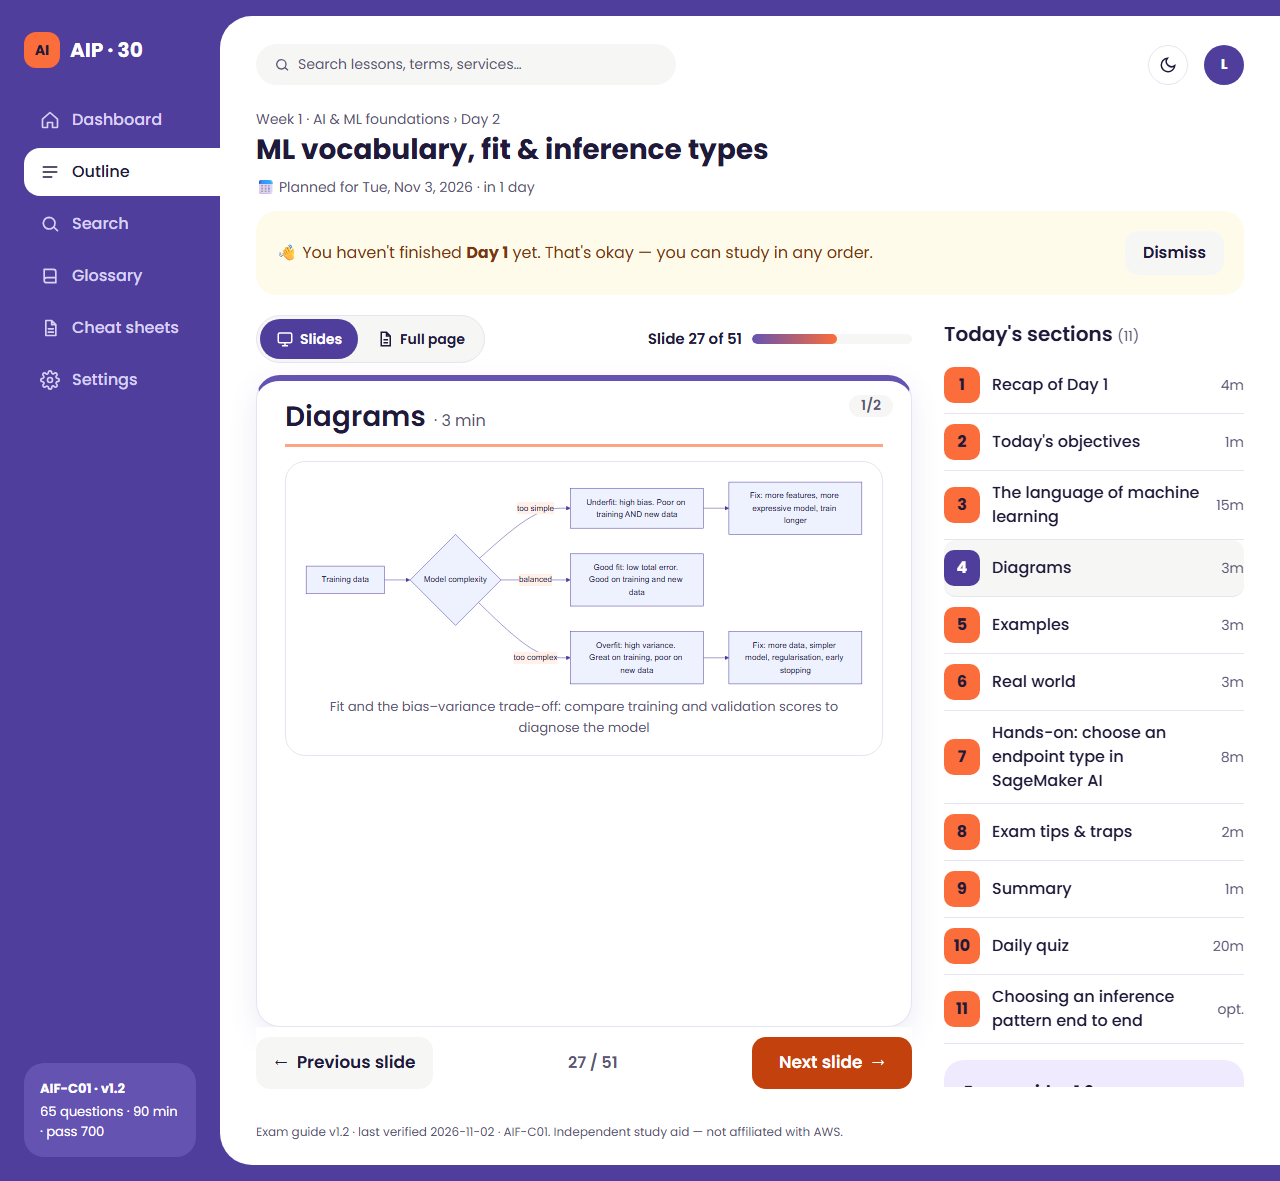 AI
AIP · 30
Dashboard
Outline
Search
Glossary
Cheat sheets
Settings
AIF-C01 · v1.2
65 questions · 90 min
· pass 700
Search lessons, terms, services…
L
Week 1 · AI & ML foundations › Day 2
ML vocabulary, fit & inference types
Planned for Tue, Nov 3, 2026 · in 1 day
You haven't finished Day 1 yet. That's okay — you can study in any order.
Dismiss
Slides
Full page
Slide 27 of 51
Diagrams · 3 min
1/2
Training data
Model complexity
too simple
balanced
too complex
Underfit: high bias. Poor on
training AND new data
Fix: more features, more
expressive model, train
longer
Good fit: low total error.
Good on training and new
data
Overfit: high variance.
Great on training, poor on
new data
Fix: more data, simpler
model, regularisation, early
stopping
Fit and the bias–variance trade-off: compare training and validation scores to
diagnose the model
← Previous slide
27 / 51
Next slide →
Today's sections (11)
1 Recap of Day 1 4m
2 Today's objectives 1m
3 The language of machine
learning 15m
4 Diagrams 3m
5 Examples 3m
6 Real world 3m
7 Hands-on: choose an
endpoint type in
SageMaker AI 8m
8 Exam tips & traps 2m
9 Summary 1m
10 Daily quiz 20m
11 Choosing an inference
pattern end to end opt.
Exam guide v1.2 · last verified 2026-11-02 · AIF-C01. Independent study aid — not affiliated with AWS.